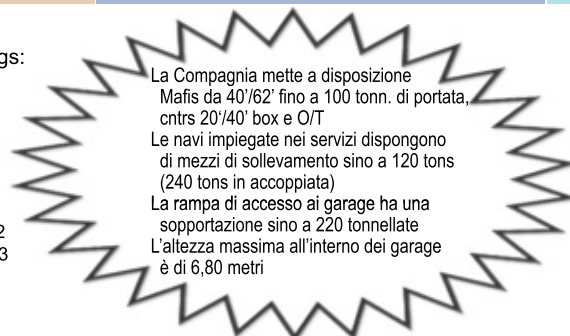 gs:
La Compagnia mette a disposizione
Mafis da 40’/62’ fino a 100 tonn. di portata,
cntrs 20‘/40’ box e O/T
Le navi impiegate nei servizi dispongono
di mezzi di sollevamento sino a 120 tons
(240 tons in accoppiata)
La rampa di accesso ai garage ha una
sopportazione sino a 220 tonnellate
2
L’altezza massima all’interno dei garage
3
è di 6,80 metri